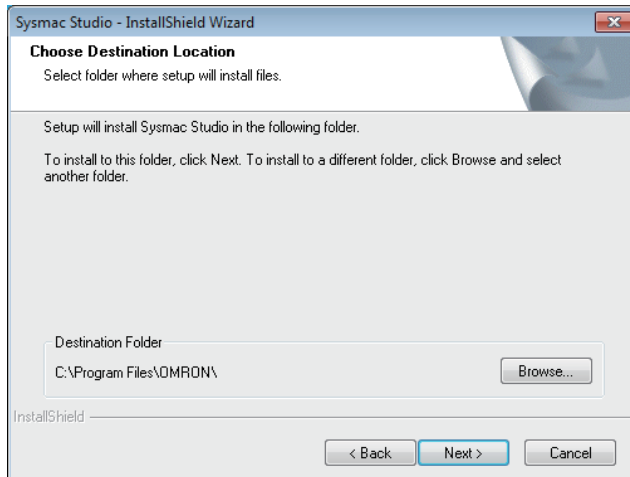 Sysmac Studio - InstallShield Wizard
Choose Destination Location
Select folder where setup will install files.
Setup will install Sysmac Studio in the following folder.
To install to this folder, click Next. To install to a different folder, click Browse and select
another folder.
Destination Folder
C:\Program Files\OMRON\
Browse...
InstallShield
< Back
Next >
Cancel